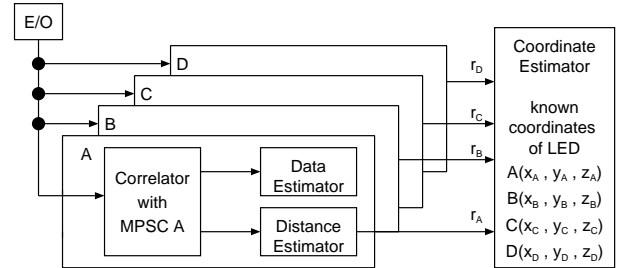 E/O
D
C
B
A
Correlator
with
MPSC A
Data
Estimator
Distance
Estimator
r_D
r_C
r_B
r_A
Coordinate
Estimator
known
coordinates
of LED
A(x_A , y_A , z_A)
B(x_B , y_B , z_B)
C(x_C , y_C , z_C)
D(x_D , y_D , z_D)